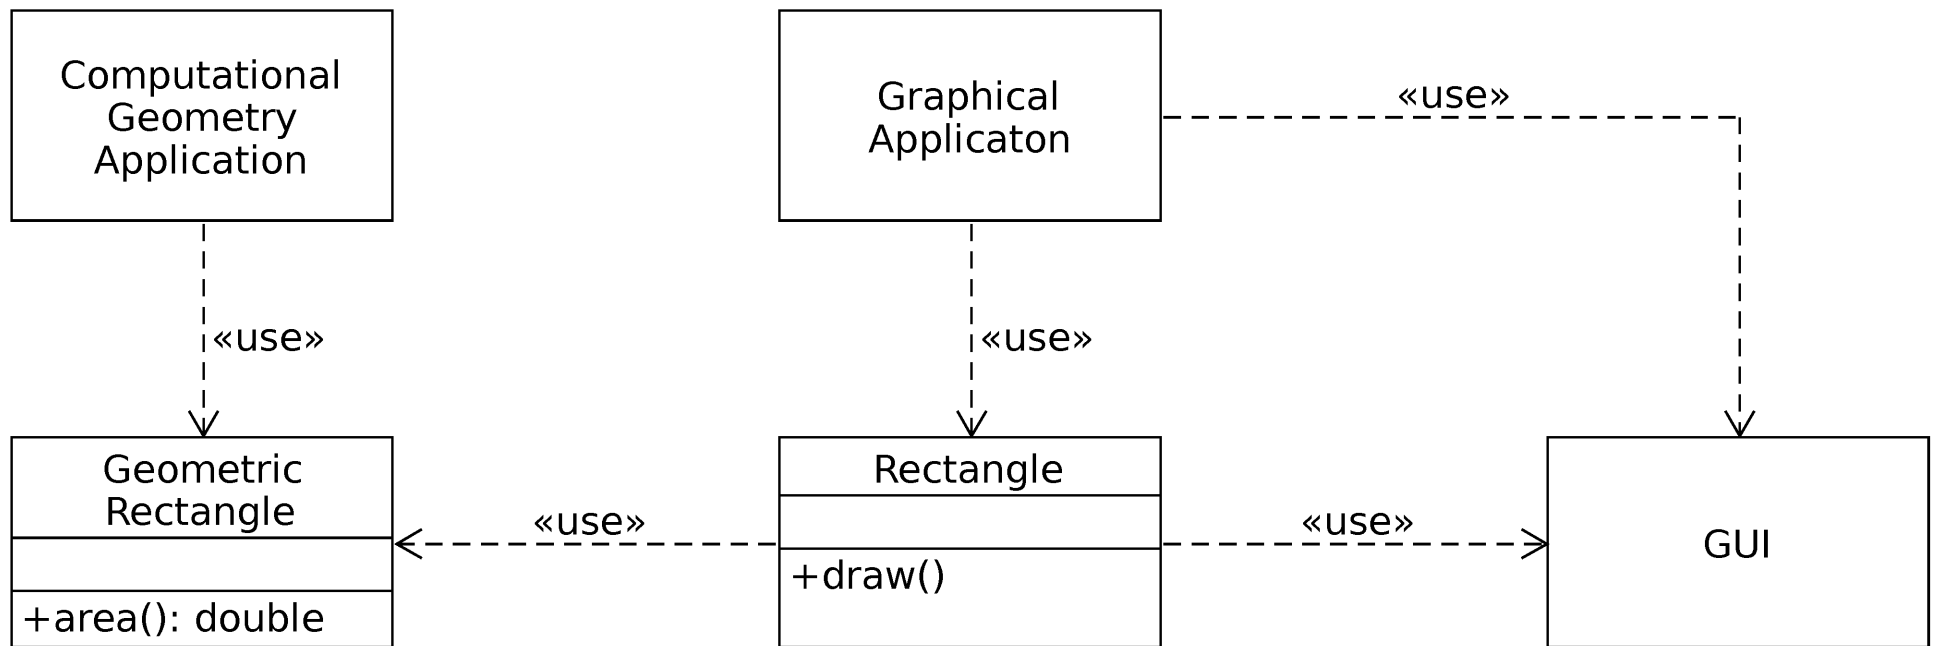 Computational
Geometry
Application
Graphical
Applicaton
«use»
«use»
«use»
Geometric
Rectangle
+area(): double
«use»
Rectangle
+draw()
«use»
GUI